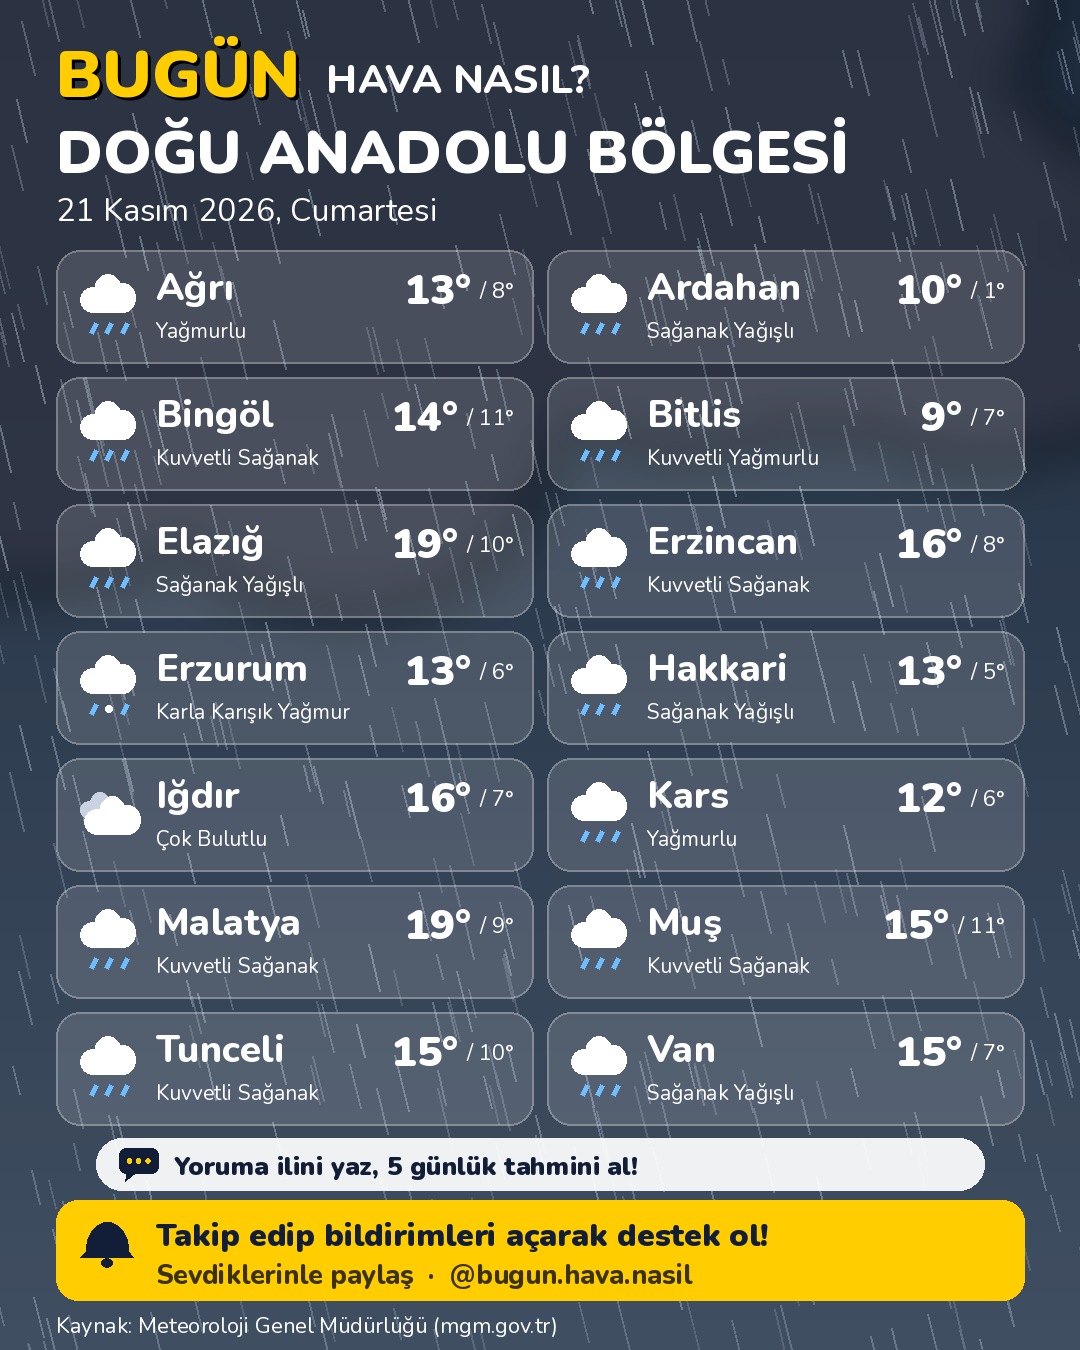 BUGÜN HAVA NASIL?
DOĞU ANADOLU BÖLGESİ
21 Kasım 2026, Cumartesi
Ağrı 13° / 8°
Yağmurlu
Ardahan 10° / 1°
Sağanak Yağışlı
Bingöl 14° / 11°
Kuvvetli Sağanak
Bitlis 9° / 7°
Kuvvetli Yağmurlu
Elazığ 19° / 10°
Sağanak Yağışlı
Erzincan 16° / 8°
Kuvvetli Sağanak
Erzurum 13° / 6°
Karla Karışık Yağmur
Hakkari 13° / 5°
Sağanak Yağışlı
Iğdır 16° / 7°
Çok Bulutlu
Kars 12° / 6°
Yağmurlu
Malatya 19° / 9°
Kuvvetli Sağanak
Muş 15° / 11°
Kuvvetli Sağanak
Tunceli 15° / 10°
Kuvvetli Sağanak
Van 15° / 7°
Sağanak Yağışlı
Yoruma ilini yaz, 5 günlük tahmini al!
Takip edip bildirimleri açarak destek ol!
Sevdiklerinle paylaş · @bugun.hava.nasil
Kaynak: Meteoroloji Genel Müdürlüğü (mgm.gov.tr)